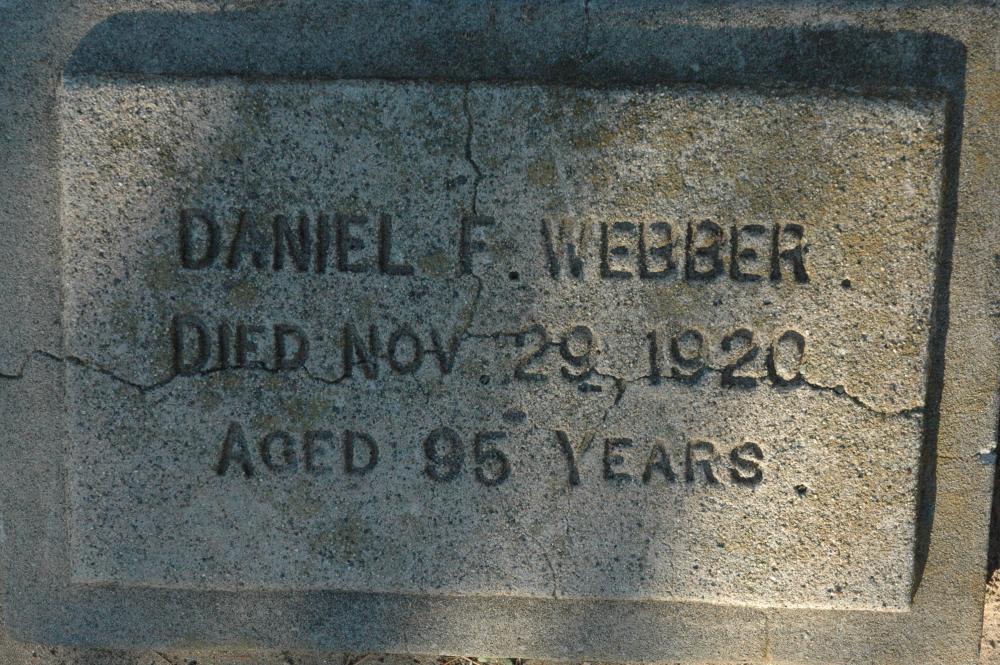 DANIEL F. WEBBER.
DIED NOV. 29, 1920
AGED 95 YEARS.